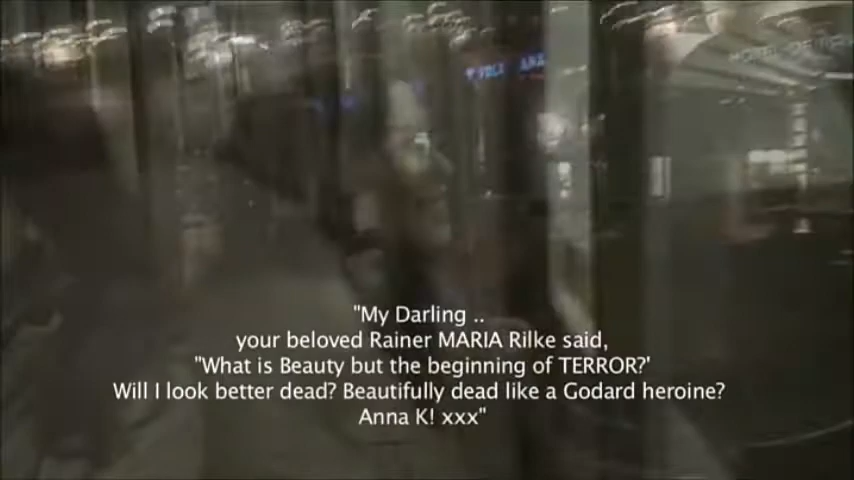 "My Darling ..
your beloved Rainer MARIA Rilke said,
"What is Beauty but the beginning of TERROR?'
Will I look better dead? Beautifully dead like a Godard heroine?
Anna K! xxx"